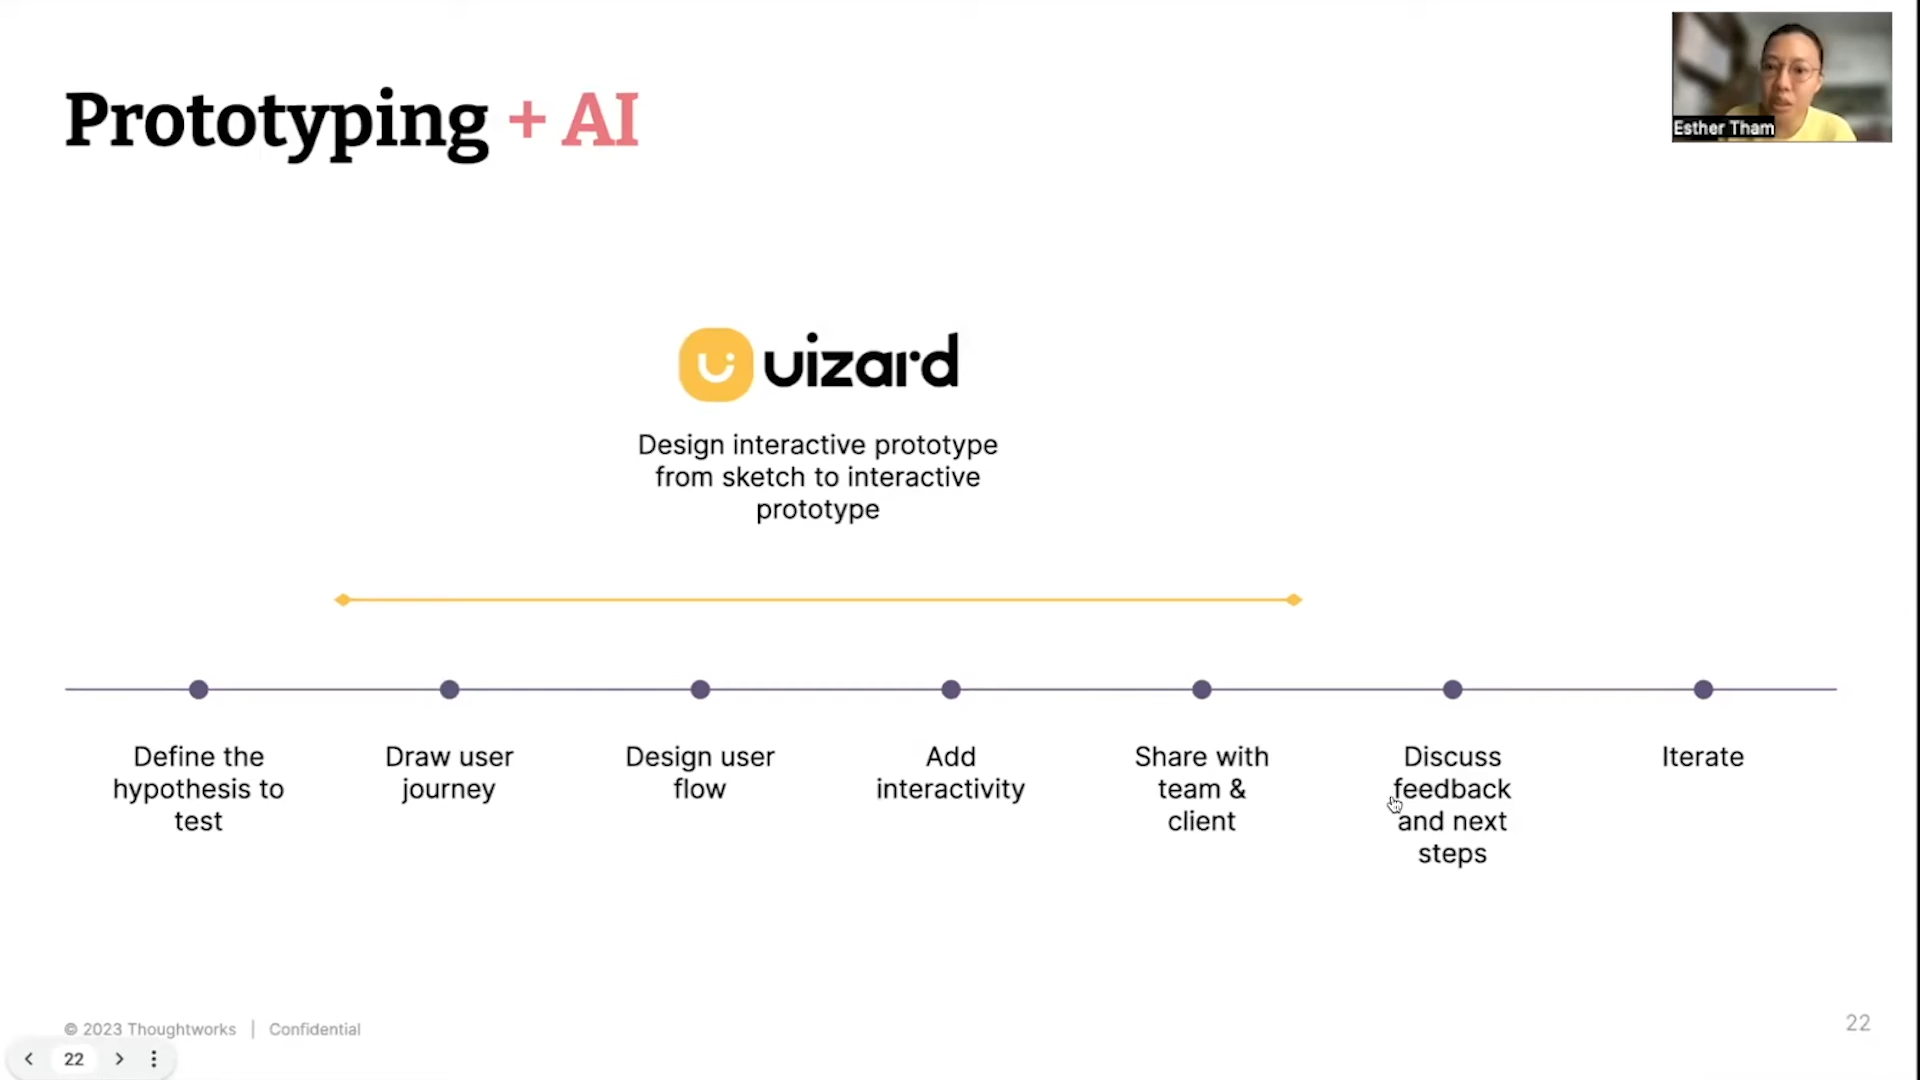 Prototyping + AI
Esther Tham
uizard
Design interactive prototype
from sketch to interactive
prototype
Define the
hypothesis to
test
Draw user
journey
Design user
flow
Add
interactivity
Share with
team &
client
Discuss
feedback
and next
steps
Iterate
© 2023 Thoughtworks | Confidential
22
22